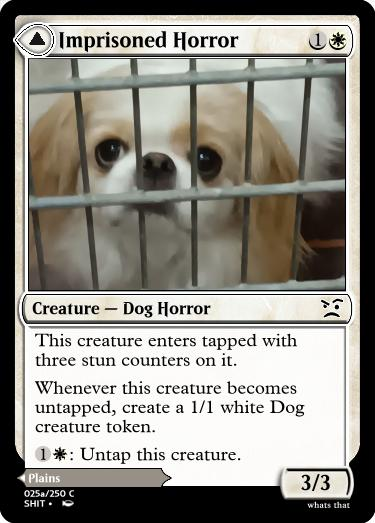 Imprisoned Horror
1
Creature — Dog Horror
This creature enters tapped with
three stun counters on it.
Whenever this creature becomes
untapped, create a 1/1 white Dog
creature token.
1: Untap this creature.
Plains
3/3
025a/250 C
SHIT •
whats that